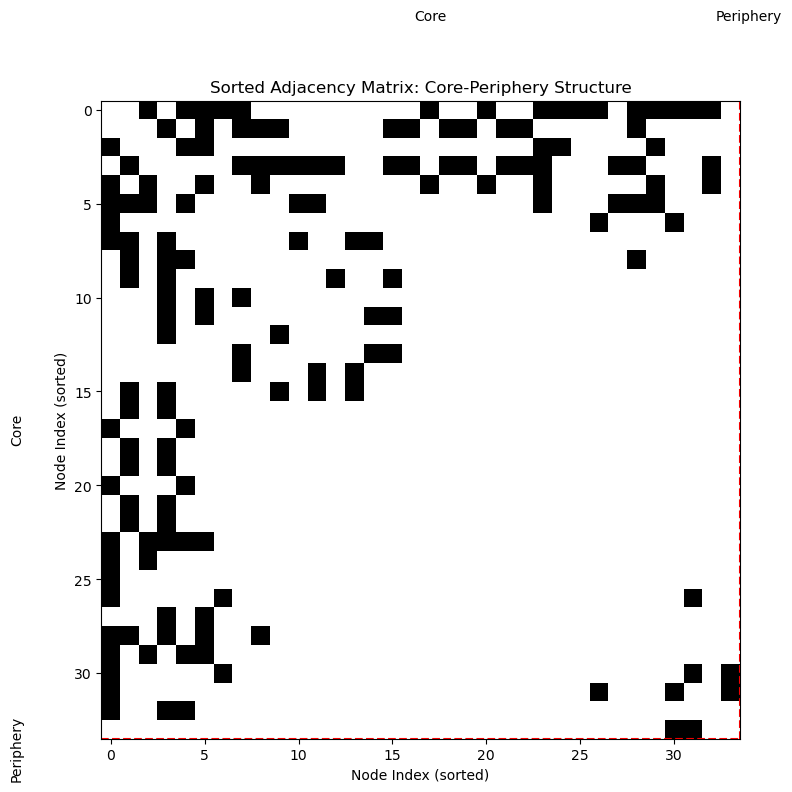 Core Periphery
Sorted Adjacency Matrix: Core-Periphery Structure
0
5
10
15
20
25
30
Node Index (sorted)
Core
Periphery
0 5 10 15 20 25 30
Node Index (sorted)